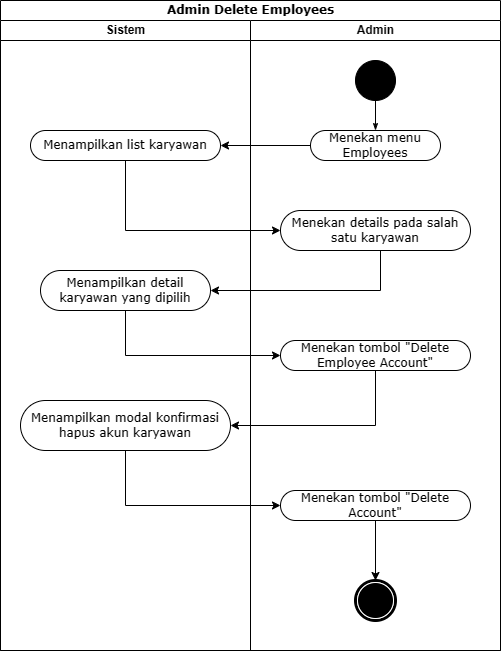 Admin Delete Employees
Sistem
Admin
Menekan menu
Employees
Menampilkan list karyawan
Menekan details pada salah
satu karyawan
Menampilkan detail
karyawan yang dipilih
Menekan tombol "Delete
Employee Account"
Menampilkan modal konfirmasi
hapus akun karyawan
Menekan tombol "Delete
Account"